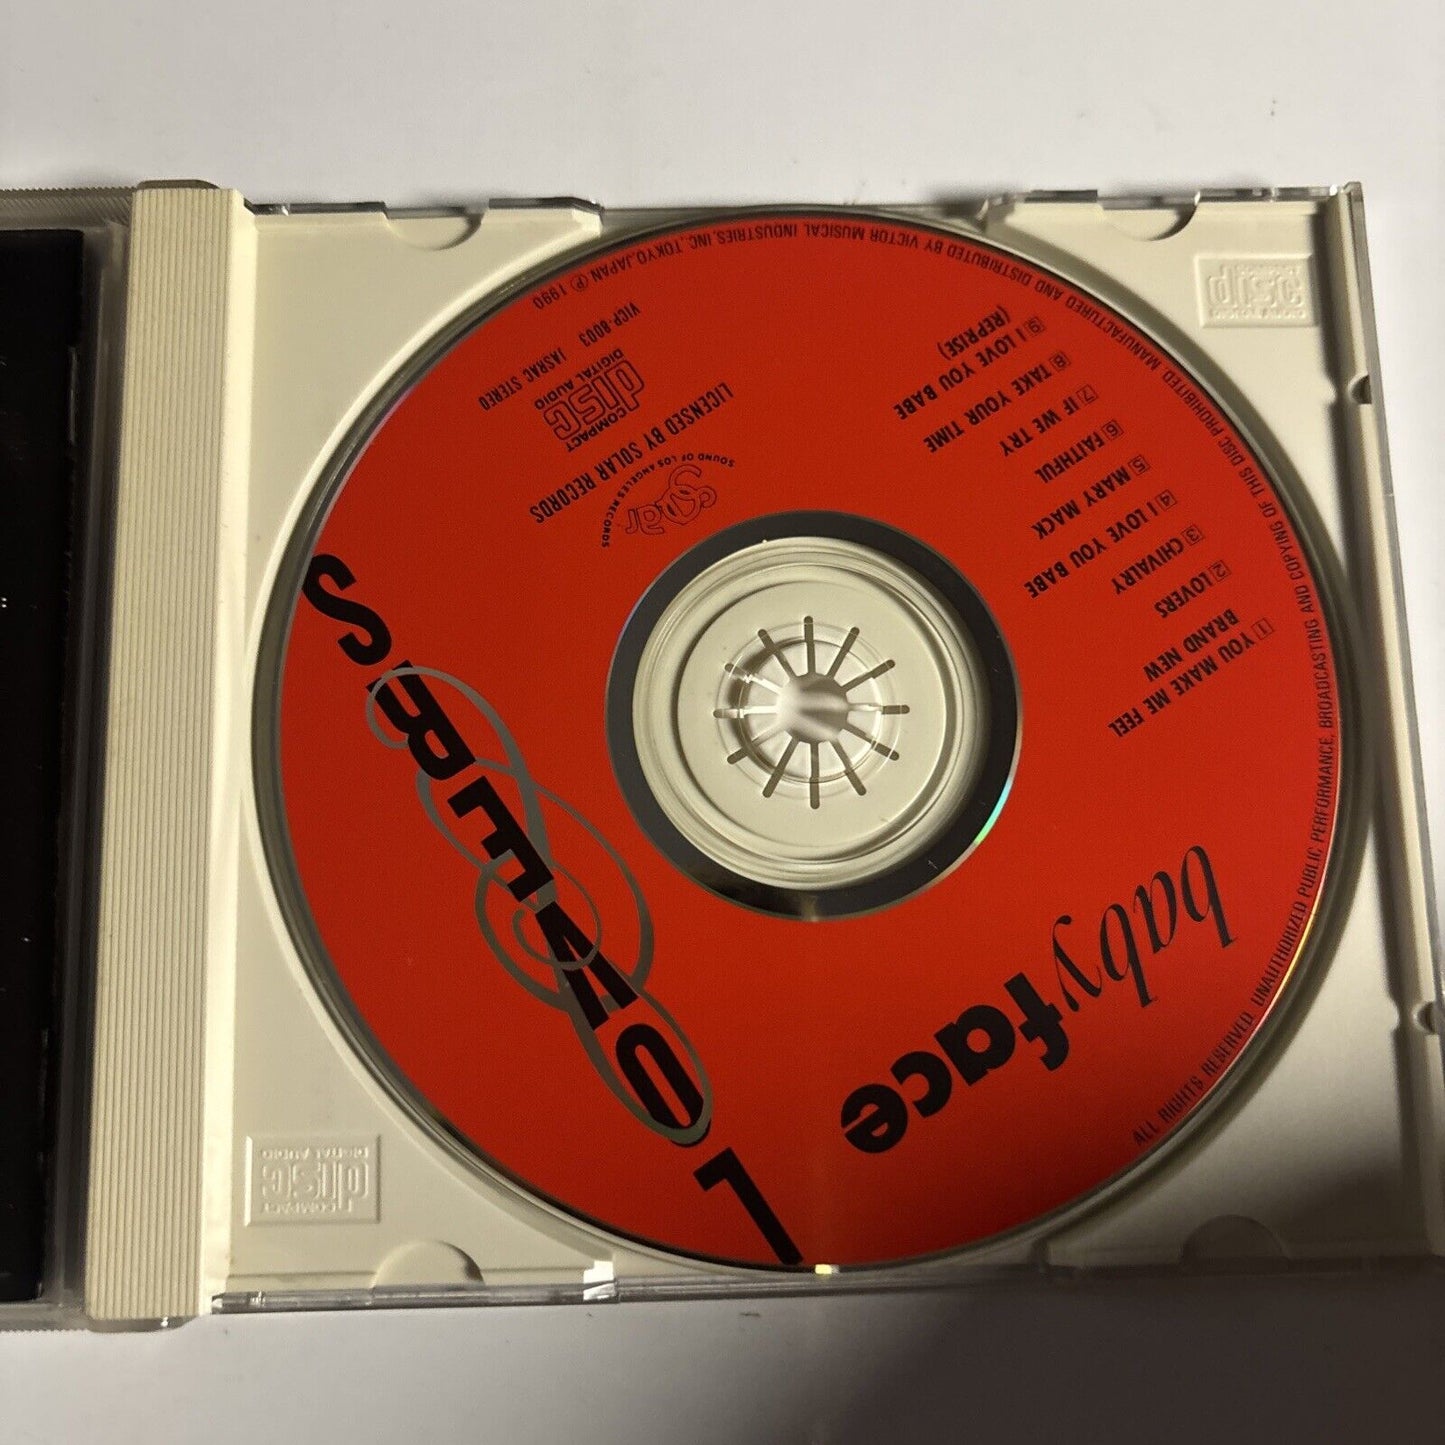 babyface
LOVERS
1 YOU MAKE ME FEEL
BRAND NEW
2 LOVERS
3 CHIVALRY
4 I LOVE YOU BABE
5 MARY MACK
6 FAITHFUL
7 IF WE TRY
8 TAKE YOUR TIME
9 I LOVE YOU BABE
(REPRISE)
solar
SOUND OF LOS ANGELES RECORDS
LICENSED BY SOLAR RECORDS
COMPACT
disc
DIGITAL AUDIO
VICP-8003 JASRAC STEREO
ALL RIGHTS RESERVED. UNAUTHORIZED PUBLIC PERFORMANCE, BROADCASTING AND COPYING OF THIS DISC PROHIBITED. MANUFACTURED AND DISTRIBUTED BY VICTOR MUSICAL INDUSTRIES, INC., TOKYO, JAPAN ℗ 1990
COMPACT
disc
DIGITAL AUDIO
COMPACT
disc
DIGITAL AUDIO